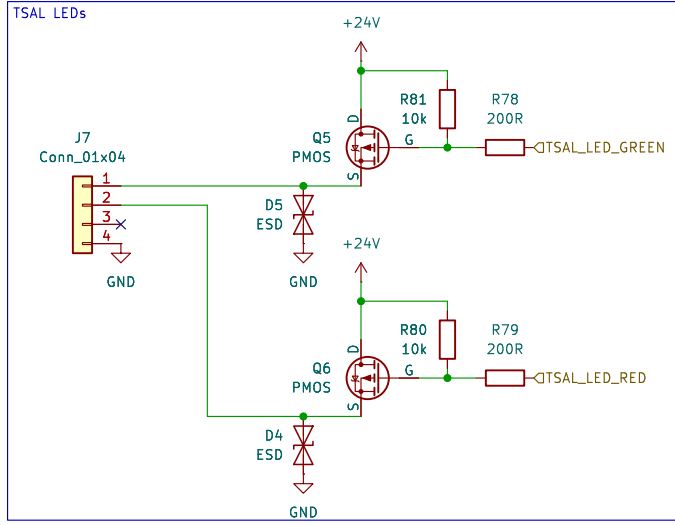 TSAL LEDs
+24V
D
R81
10k
R78
200R
Q5
PMOS
G
TSAL_LED_GREEN
S
J7
Conn_01x04
1
2
3
4
GND
D5
ESD
GND
+24V
D
R80
10k
R79
200R
Q6
PMOS
G
TSAL_LED_RED
S
D4
ESD
GND